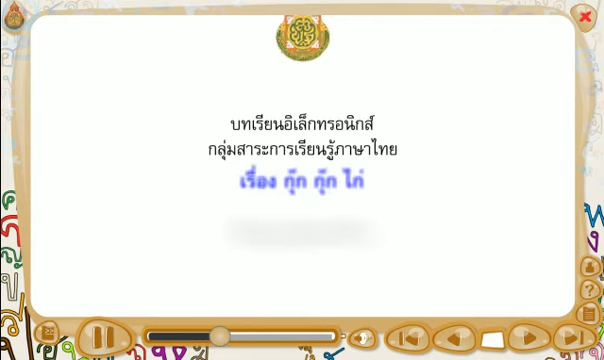 บทเรียนอิเล็กทรอนิกส์
กลุ่มสาระการเรียนรู้ภาษาไทย
เรื่อง กุ๊ก กุ๊ก ไก่